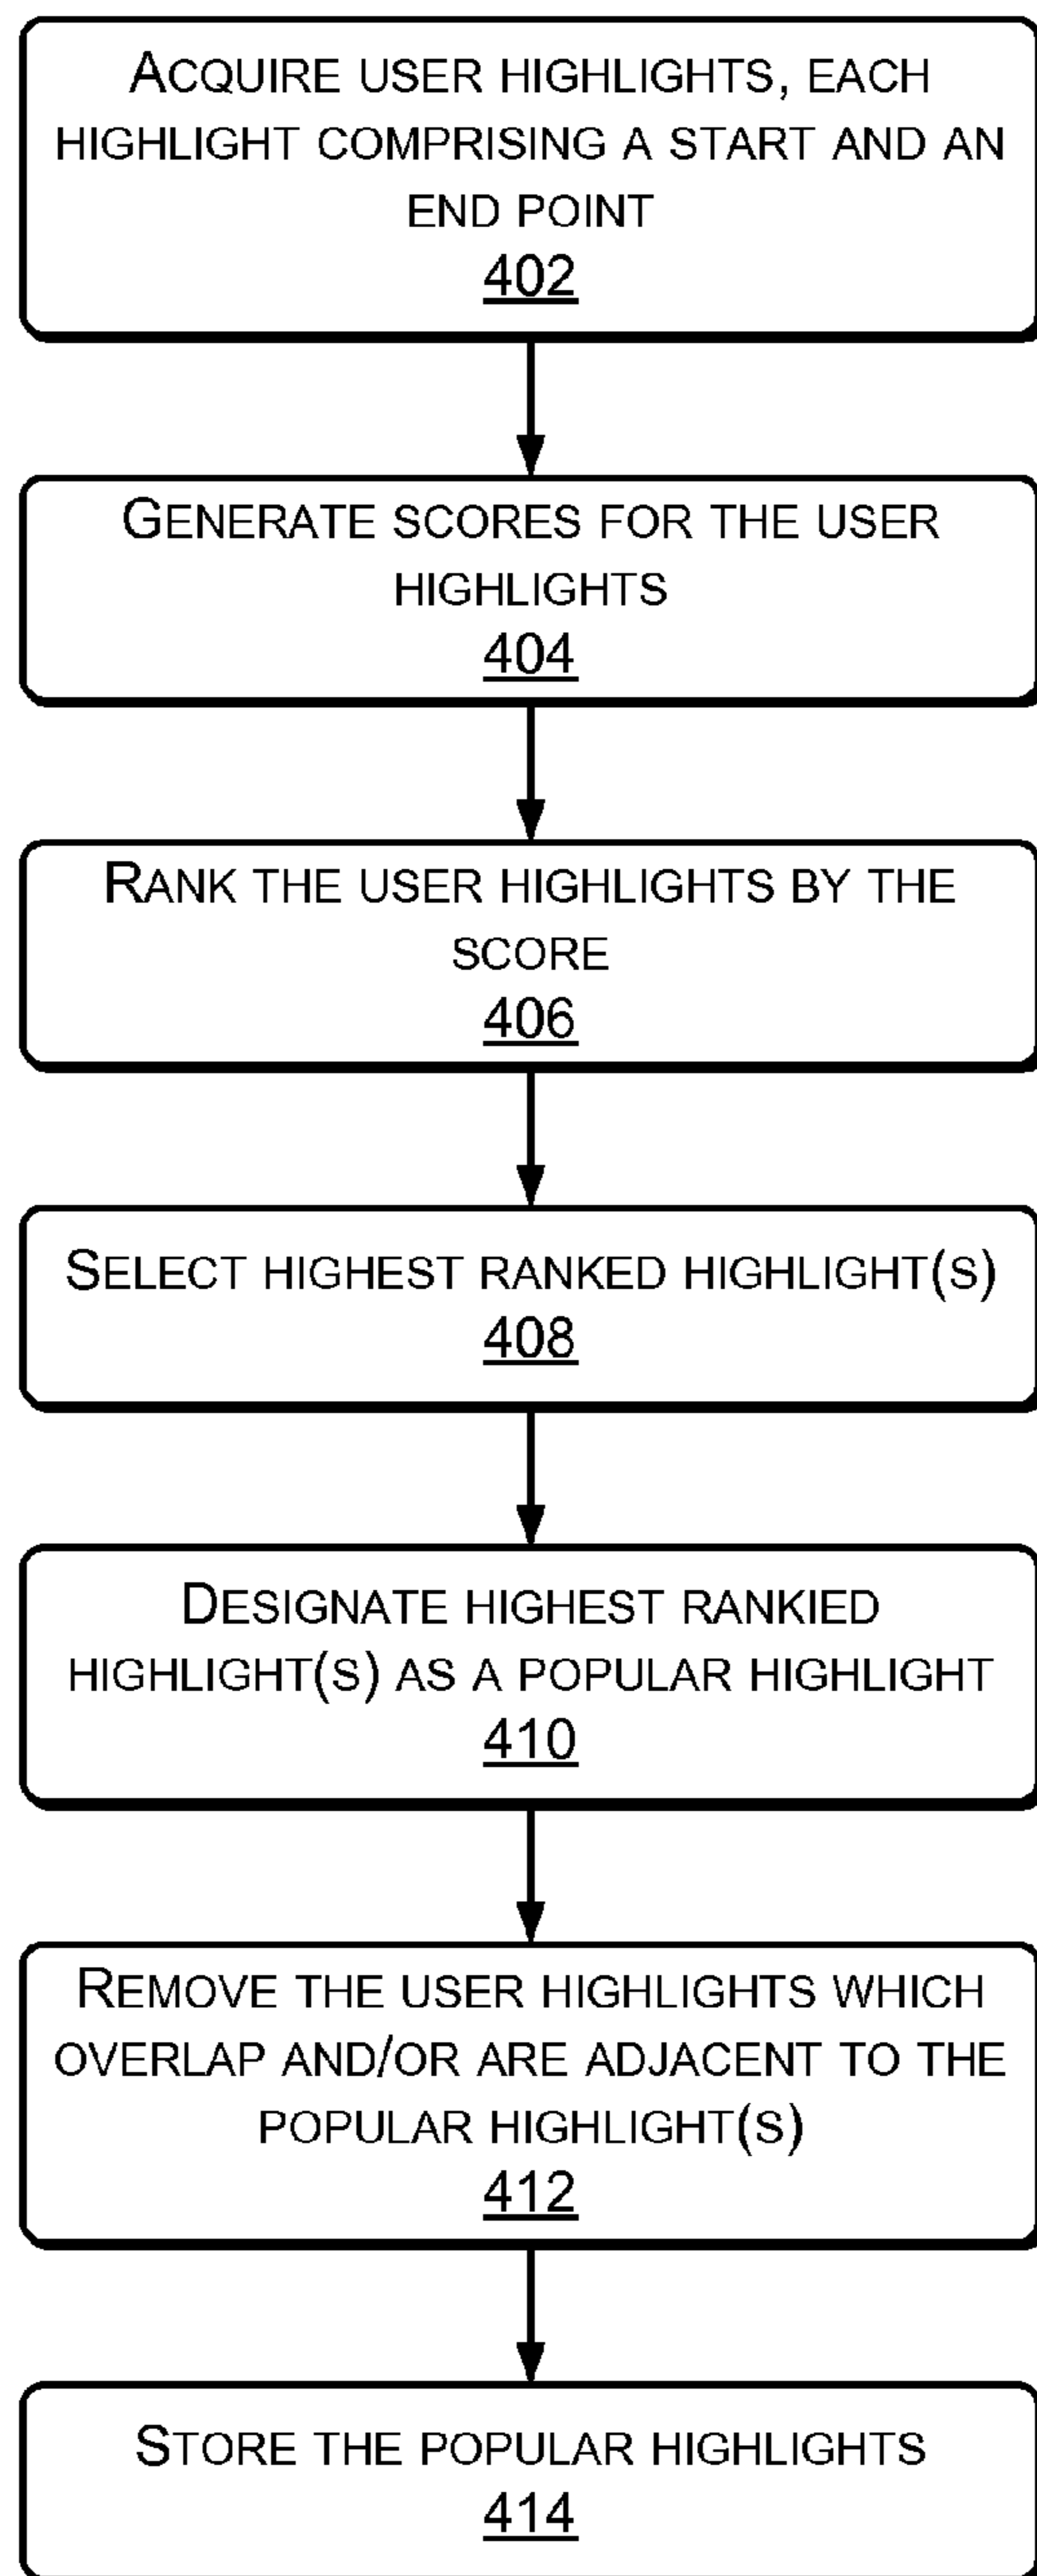 ACQUIRE USER HIGHLIGHTS, EACH
HIGHLIGHT COMPRISING A START AND AN
END POINT
402
GENERATE SCORES FOR THE USER
HIGHLIGHTS
404
RANK THE USER HIGHLIGHTS BY THE
SCORE
406
SELECT HIGHEST RANKED HIGHLIGHT(S)
408
DESIGNATE HIGHEST RANKIED
HIGHLIGHT(S) AS A POPULAR HIGHLIGHT
410
REMOVE THE USER HIGHLIGHTS WHICH
OVERLAP AND/OR ARE ADJACENT TO THE
POPULAR HIGHLIGHT(S)
412
STORE THE POPULAR HIGHLIGHTS
414